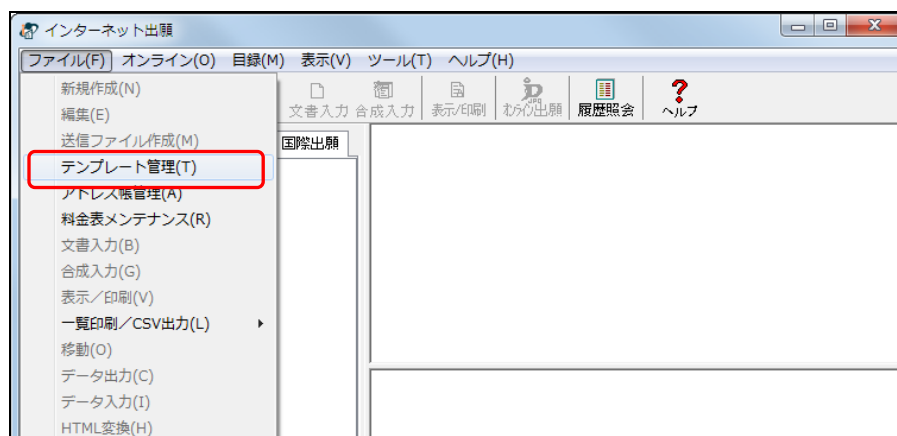 インターネット出願
ファイル(F) オンライン(O) 目録(M) 表示(V) ツール(T) ヘルプ(H)
新規作成(N)
編集(E)
送信ファイル作成(M)
テンプレート管理(T)
アドレス帳管理(A)
料金表メンテナンス(R)
文書入力(B)
合成入力(G)
表示／印刷(V)
一覧印刷／CSV出力(L)
移動(O)
データ出力(C)
データ入力(I)
HTML変換(H)
文書入力 合成入力 表示/印刷 オンライン出願 履歴照会 ヘルプ
国際出願